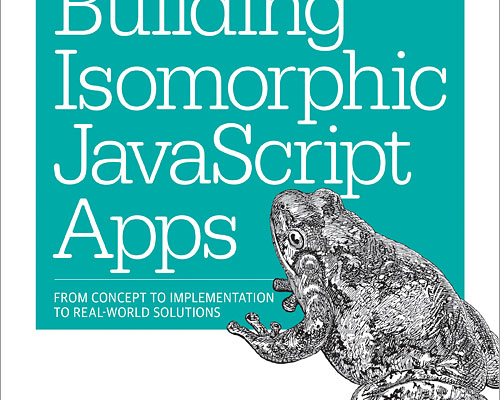 Building
Isomorphic
JavaScript
Apps
FROM CONCEPT TO IMPLEMENTATION
TO REAL-WORLD SOLUTIONS